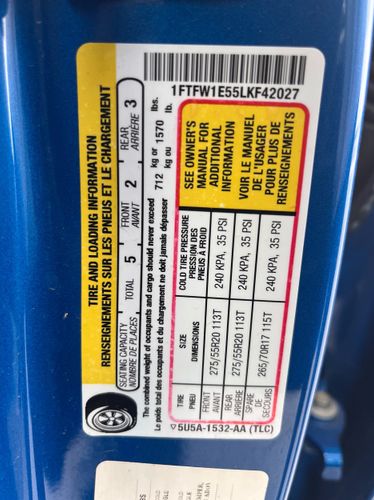 1FTFW1E55LKF42027
TIRE AND LOADING INFORMATION
RENSEIGNEMENTS SUR LES PNEUS ET LE CHARGEMENT
SEATING CAPACITY
NOMBRE DE PLACES
TOTAL 5
FRONT
AVANT 2
REAR
ARRIÈRE 3
The combined weight of occupants and cargo should never exceed 712 kg or 1570 lbs.
Le poids total des occupants et du chargement ne doit jamais dépasser kg ou lb.
TIRE
PNEU
SIZE
DIMENSIONS
COLD TIRE PRESSURE
PRESSION DES
PNEUS A FROID
SEE OWNER'S
MANUAL FOR
ADDITIONAL
INFORMATION
VOIR LE MANUEL
DE L'USAGER
POUR PLUS DE
RENSEIGNEMENTS
FRONT
AVANT
275/55R20 113T
240 KPA, 35 PSI
REAR
ARRIÈRE
275/55R20 113T
240 KPA, 35 PSI
SPARE
DE
SECOURS
265/70R17 115T
240 KPA, 35 PSI
5U5A-1532-AA (TLC)